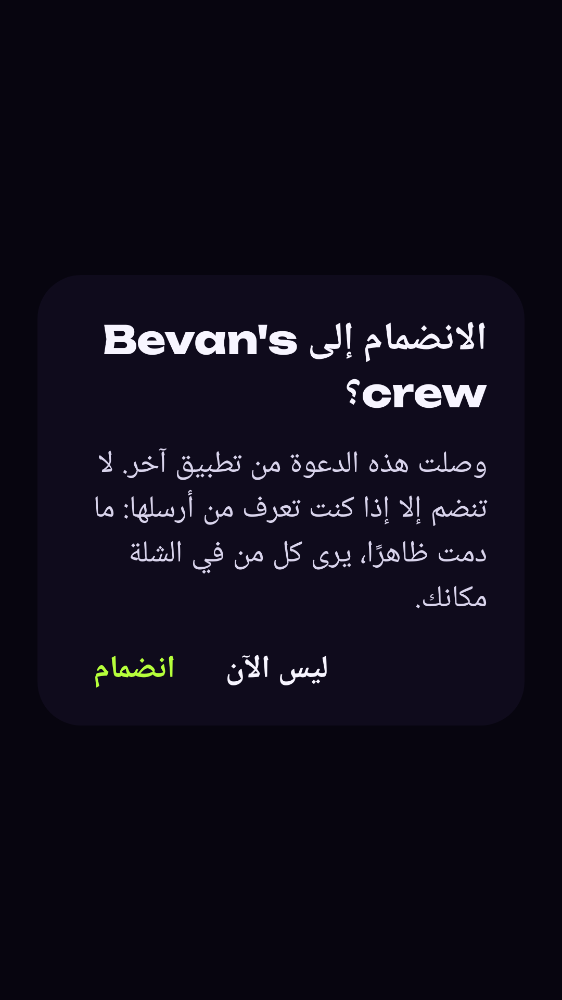 الانضمام إلى Bevan's
crew؟
وصلت هذه الدعوة من تطبيق آخر. لا
تنضم إلا إذا كنت تعرف من أرسلها: ما
دمت ظاهرًا، يرى كل من في الشلة
مكانك.
ليس الآن
انضمام